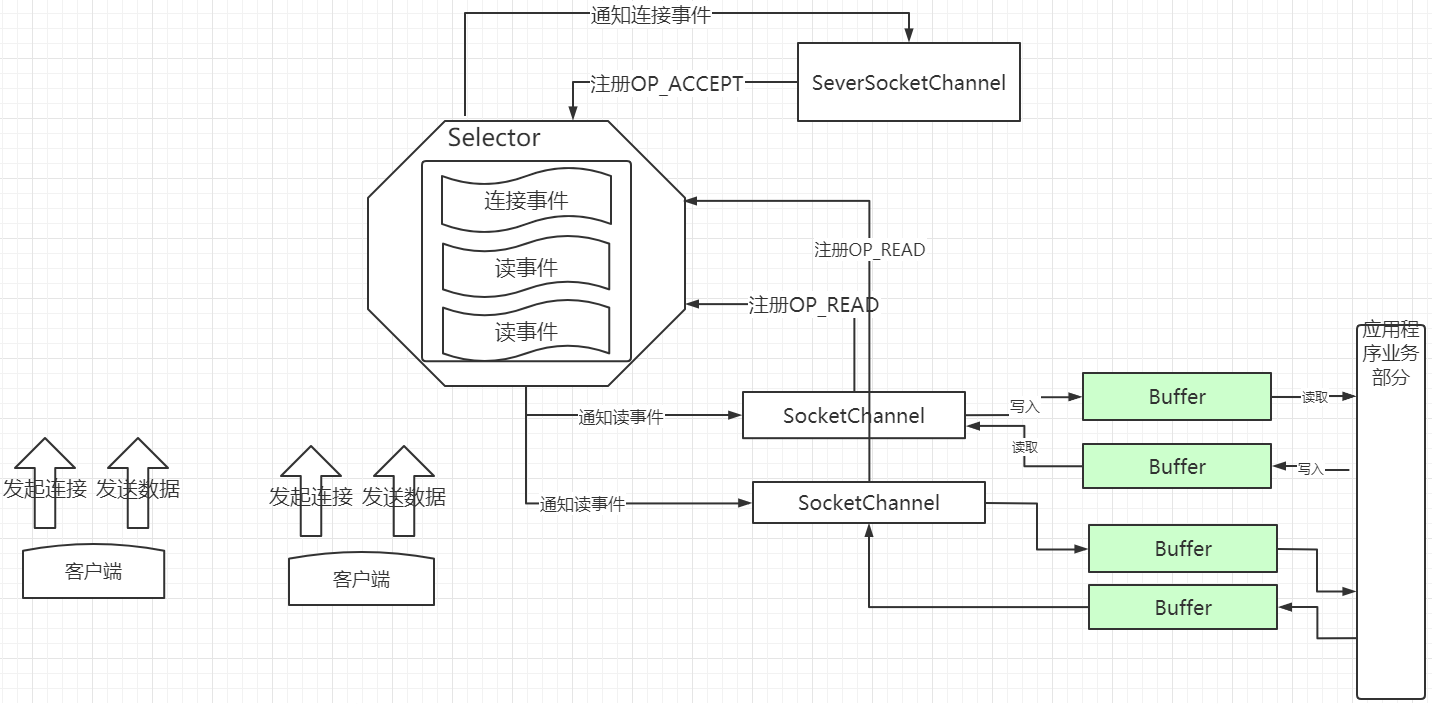 通知连接事件
SeverSocketChannel
注册OP_ACCEPT
Selector
连接事件
读事件
读事件
注册OP_READ
注册OP_READ
应用程
序业务
部分
SocketChannel
通知读事件
写入
Buffer
读取
读取
Buffer
写入
SocketChannel
通知读事件
Buffer
Buffer
发起连接
发送数据
发起连接
发送数据
客户端
客户端